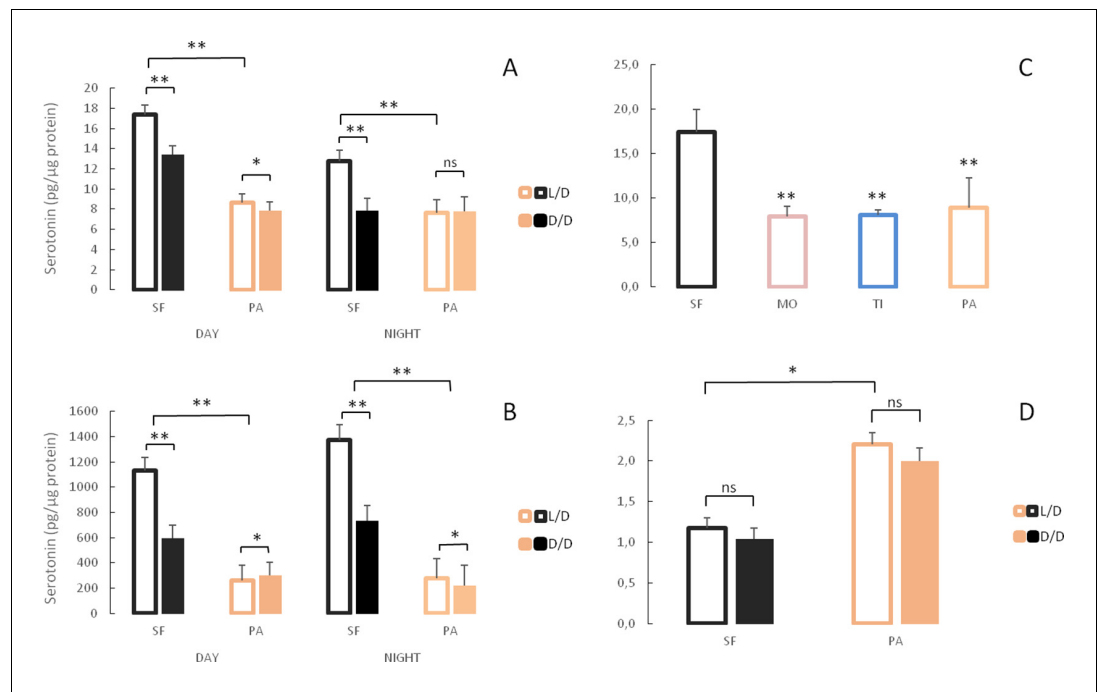 A
**
**
**
**
*
ns
Serotonin (pg/µg protein)
20
18
16
14
12
10
8
6
4
2
0
SF
PA
SF
PA
DAY
NIGHT
L/D
D/D
C
25,0
20,0
15,0
10,0
5,0
0,0
**
**
**
SF
MO
TI
PA
B
**
**
**
**
*
*
Serotonin (pg/µg protein)
1600
1400
1200
1000
800
600
400
200
0
SF
PA
SF
PA
DAY
NIGHT
L/D
D/D
D
*
ns
ns
2,5
2,0
1,5
1,0
0,5
0,0
SF
PA
L/D
D/D